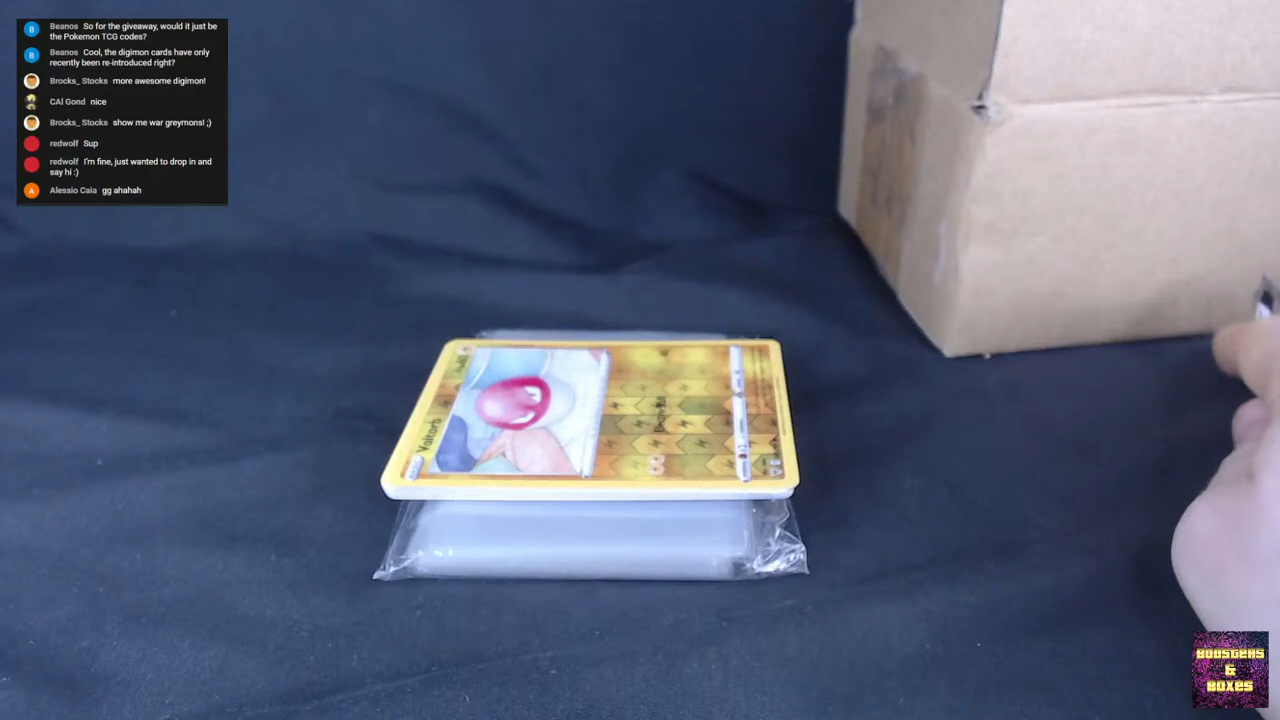 Beanos So for the giveaway, would it just be
the Pokemon TCG codes?
Beanos Cool, the digimon cards have only
recently been re-introduced right?
Brocks_ Stocks more awesome digimon!
CAl Gond nice
Brocks_ Stocks show me war greymons! ;)
redwolf Sup
redwolf I'm fine, just wanted to drop in and
say hi :)
Alessio Caia gg ahahah
Voltorb
BOOSTERS
&
BOXES